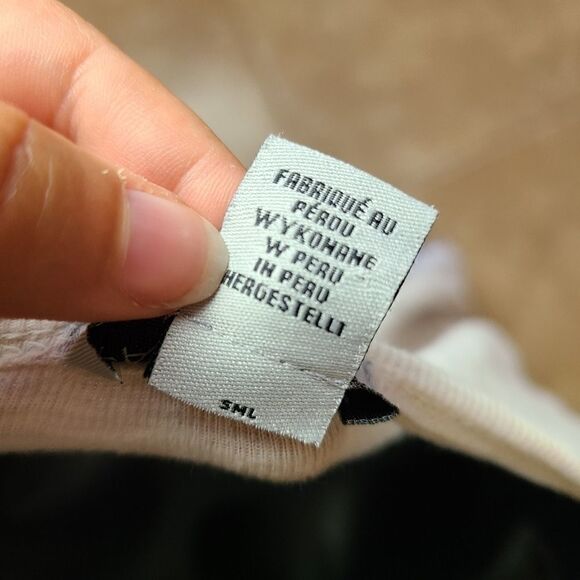 FABRIQUÉ AU
PÉROU
WYKONANE
W PERU
IN PERU
HERGESTELLT
SML